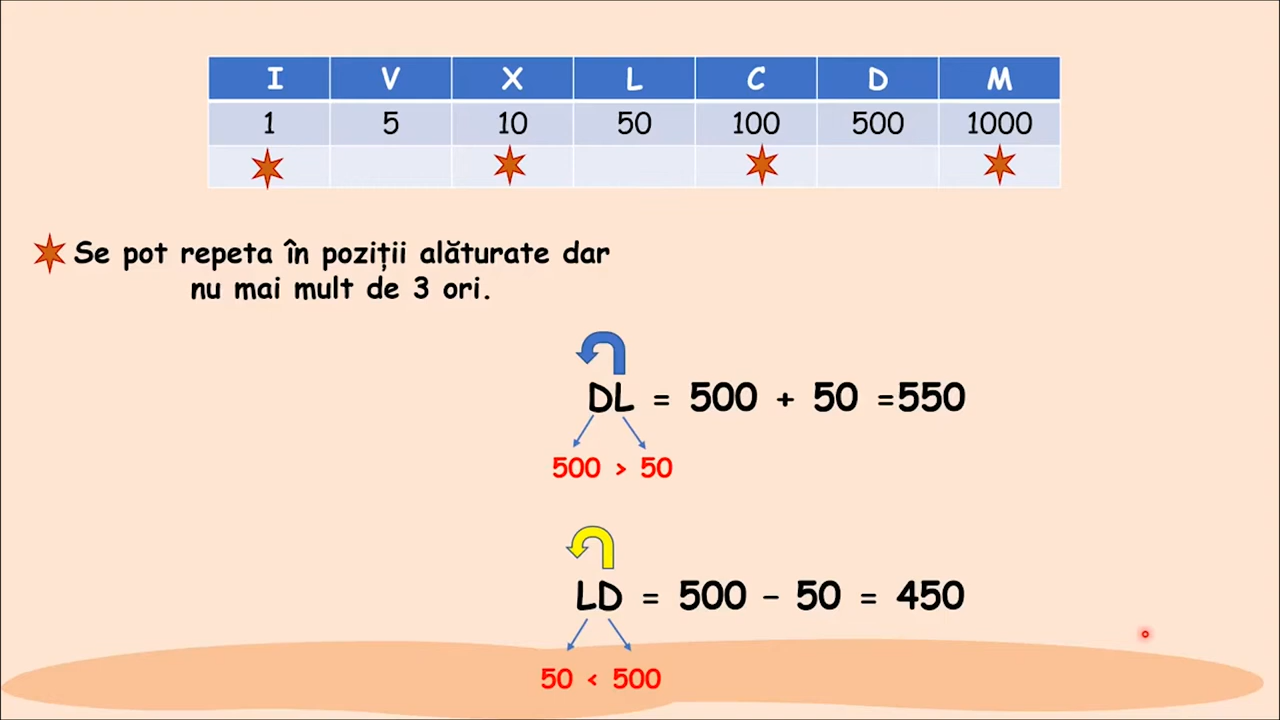 I V X L C D M
1 5 10 50 100 500 1000
Se pot repeta în poziții alăturate dar
nu mai mult de 3 ori.
DL = 500 + 50 =550
500 > 50
LD = 500 - 50 = 450
50 < 500